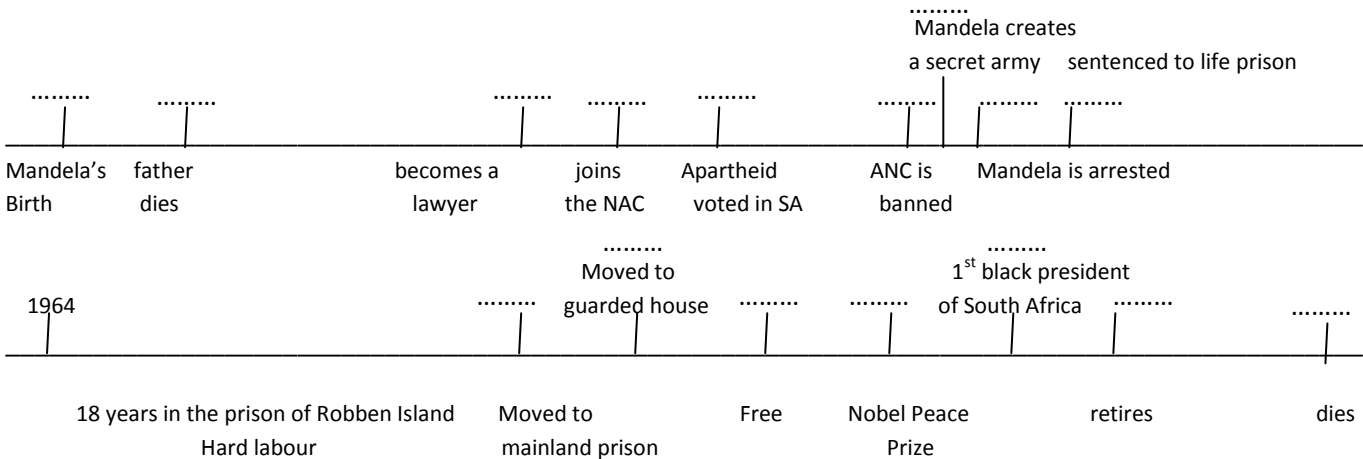 ………
Mandela creates
a secret army sentenced to life prison
……… ……… ……… ……… ……… ……… ……… ………
Mandela’s father becomes a joins Apartheid ANC is Mandela is arrested
Birth dies lawyer the NAC voted in SA banned
……… ………
Moved to 1st black president
1964 ……… guarded house ……… ……… of South Africa ……… ………
18 years in the prison of Robben Island Moved to Free Nobel Peace retires dies
Hard labour mainland prison Prize